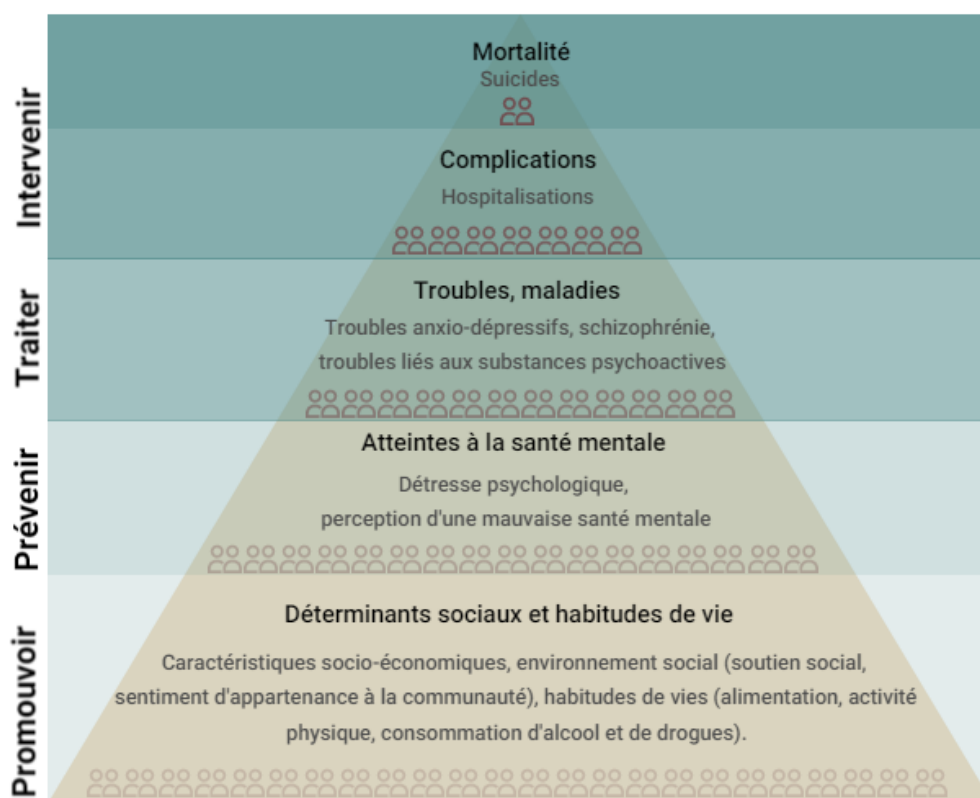 Intervenir
Mortalité
Suicides
Complications
Hospitalisations
Traiter
Troubles, maladies
Troubles anxio-dépressifs, schizophrénie,
troubles liés aux substances psychoactives
Prévenir
Atteintes à la santé mentale
Détresse psychologique,
perception d'une mauvaise santé mentale
Promouvoir
Déterminants sociaux et habitudes de vie
Caractéristiques socio-économiques, environnement social (soutien social,
sentiment d'appartenance à la communauté), habitudes de vies (alimentation, activité
physique, consommation d'alcool et de drogues).